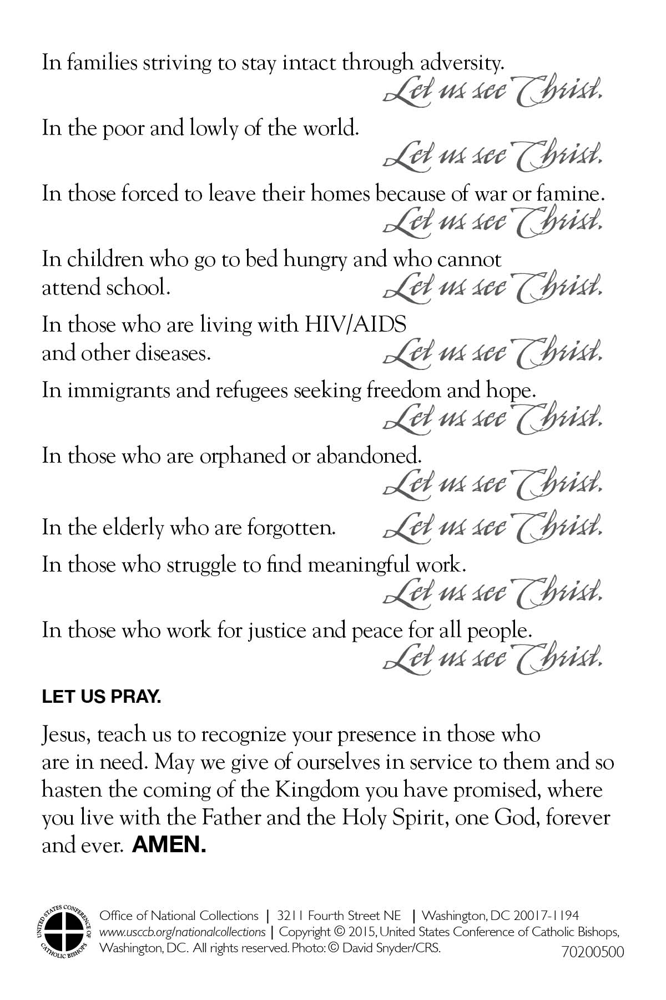 In families striving to stay intact through adversity.
Let us see Christ.
In the poor and lowly of the world.
Let us see Christ.
In those forced to leave their homes because of war or famine.
Let us see Christ.
In children who go to bed hungry and who cannot
attend school. Let us see Christ.
In those who are living with HIV/AIDS
and other diseases. Let us see Christ.
In immigrants and refugees seeking freedom and hope.
Let us see Christ.
In those who are orphaned or abandoned.
Let us see Christ.
In the elderly who are forgotten. Let us see Christ.
In those who struggle to find meaningful work.
Let us see Christ.
In those who work for justice and peace for all people.
Let us see Christ.
LET US PRAY.
Jesus, teach us to recognize your presence in those who
are in need. May we give of ourselves in service to them and so
hasten the coming of the Kingdom you have promised, where
you live with the Father and the Holy Spirit, one God, forever
and ever. AMEN.
UNITED STATES CONFERENCE OF CATHOLIC BISHOPS
Office of National Collections | 3211 Fourth Street NE | Washington, DC 20017-1194
www.usccb.org/nationalcollections | Copyright © 2015, United States Conference of Catholic Bishops,
Washington, DC. All rights reserved. Photo: © David Snyder/CRS.
70200500